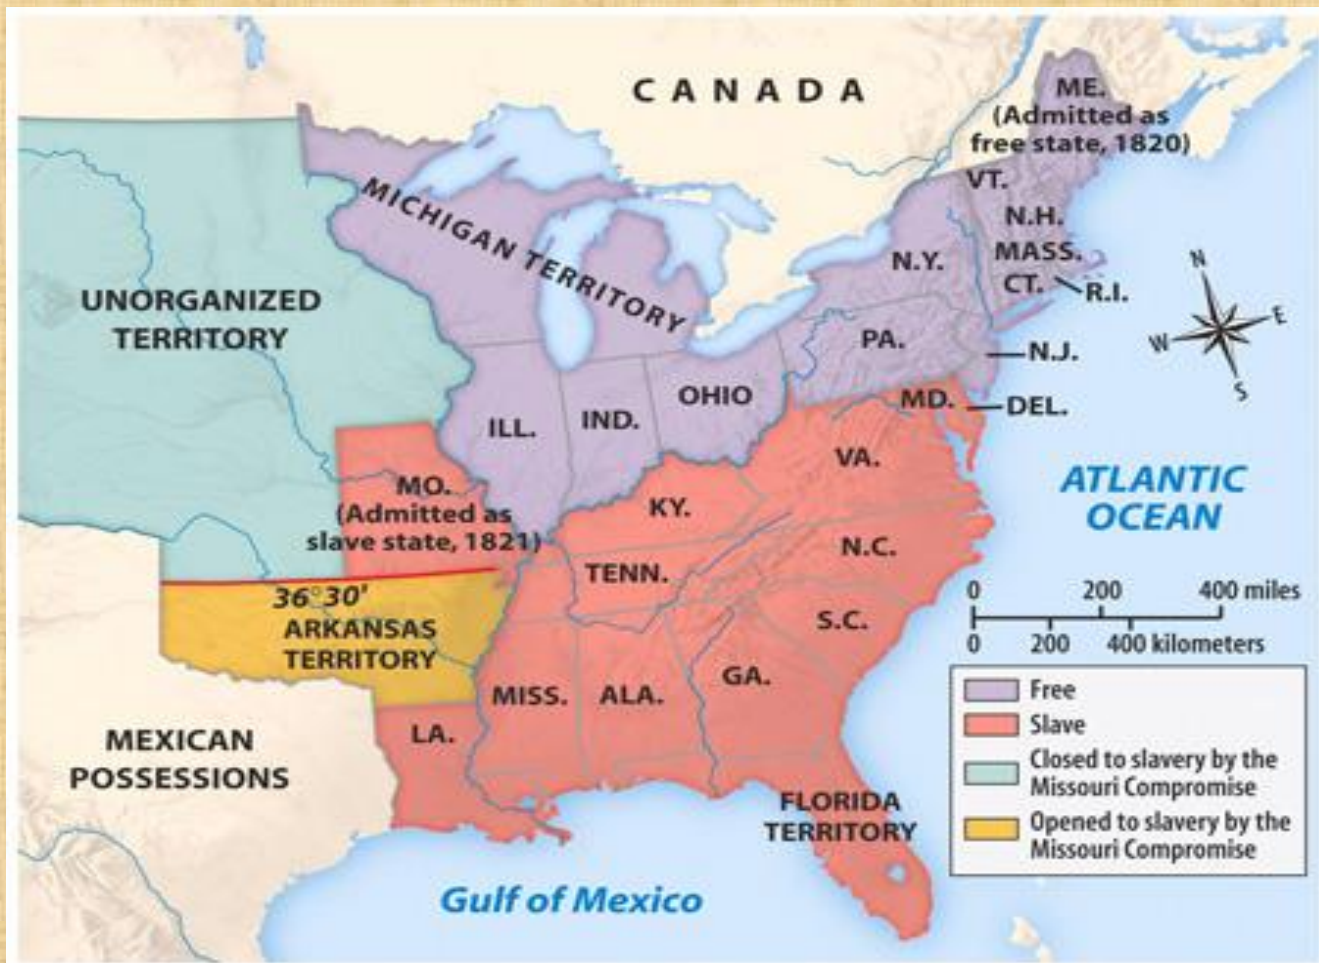 CANADA
ME.
(Admitted as
free state, 1820)
VT.
N.H.
MASS.
CT.
R.I.
N.Y.
MICHIGAN TERRITORY
UNORGANIZED
TERRITORY
PA.
N.J.
N
E
W
S
OHIO
MD.
DEL.
ILL.
IND.
VA.
ATLANTIC
OCEAN
MO.
(Admitted as
slave state, 1821)
KY.
N.C.
TENN.
36°30'
ARKANSAS
TERRITORY
S.C.
0 200 400 miles
0 200 400 kilometers
MISS.
ALA.
GA.
LA.
MEXICAN
POSSESSIONS
FLORIDA
TERRITORY
Gulf of Mexico
Free
Slave
Closed to slavery by the
Missouri Compromise
Opened to slavery by the
Missouri Compromise